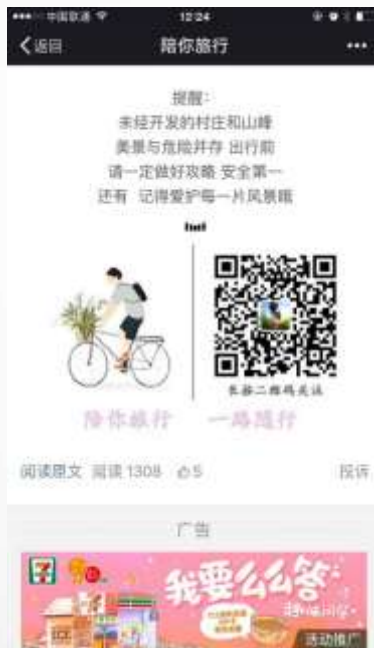 中国联通
12:24
返回
陪你旅行
提醒：
未经开发的村庄和山峰
美景与危险并存 出行前
请一定做好攻略 安全第一
还有 记得爱护每一片风景哦
长按二维码关注
陪你旅行 一路随行
阅读原文 阅读 1308 5
投诉
广告
我要么么答
活动推广